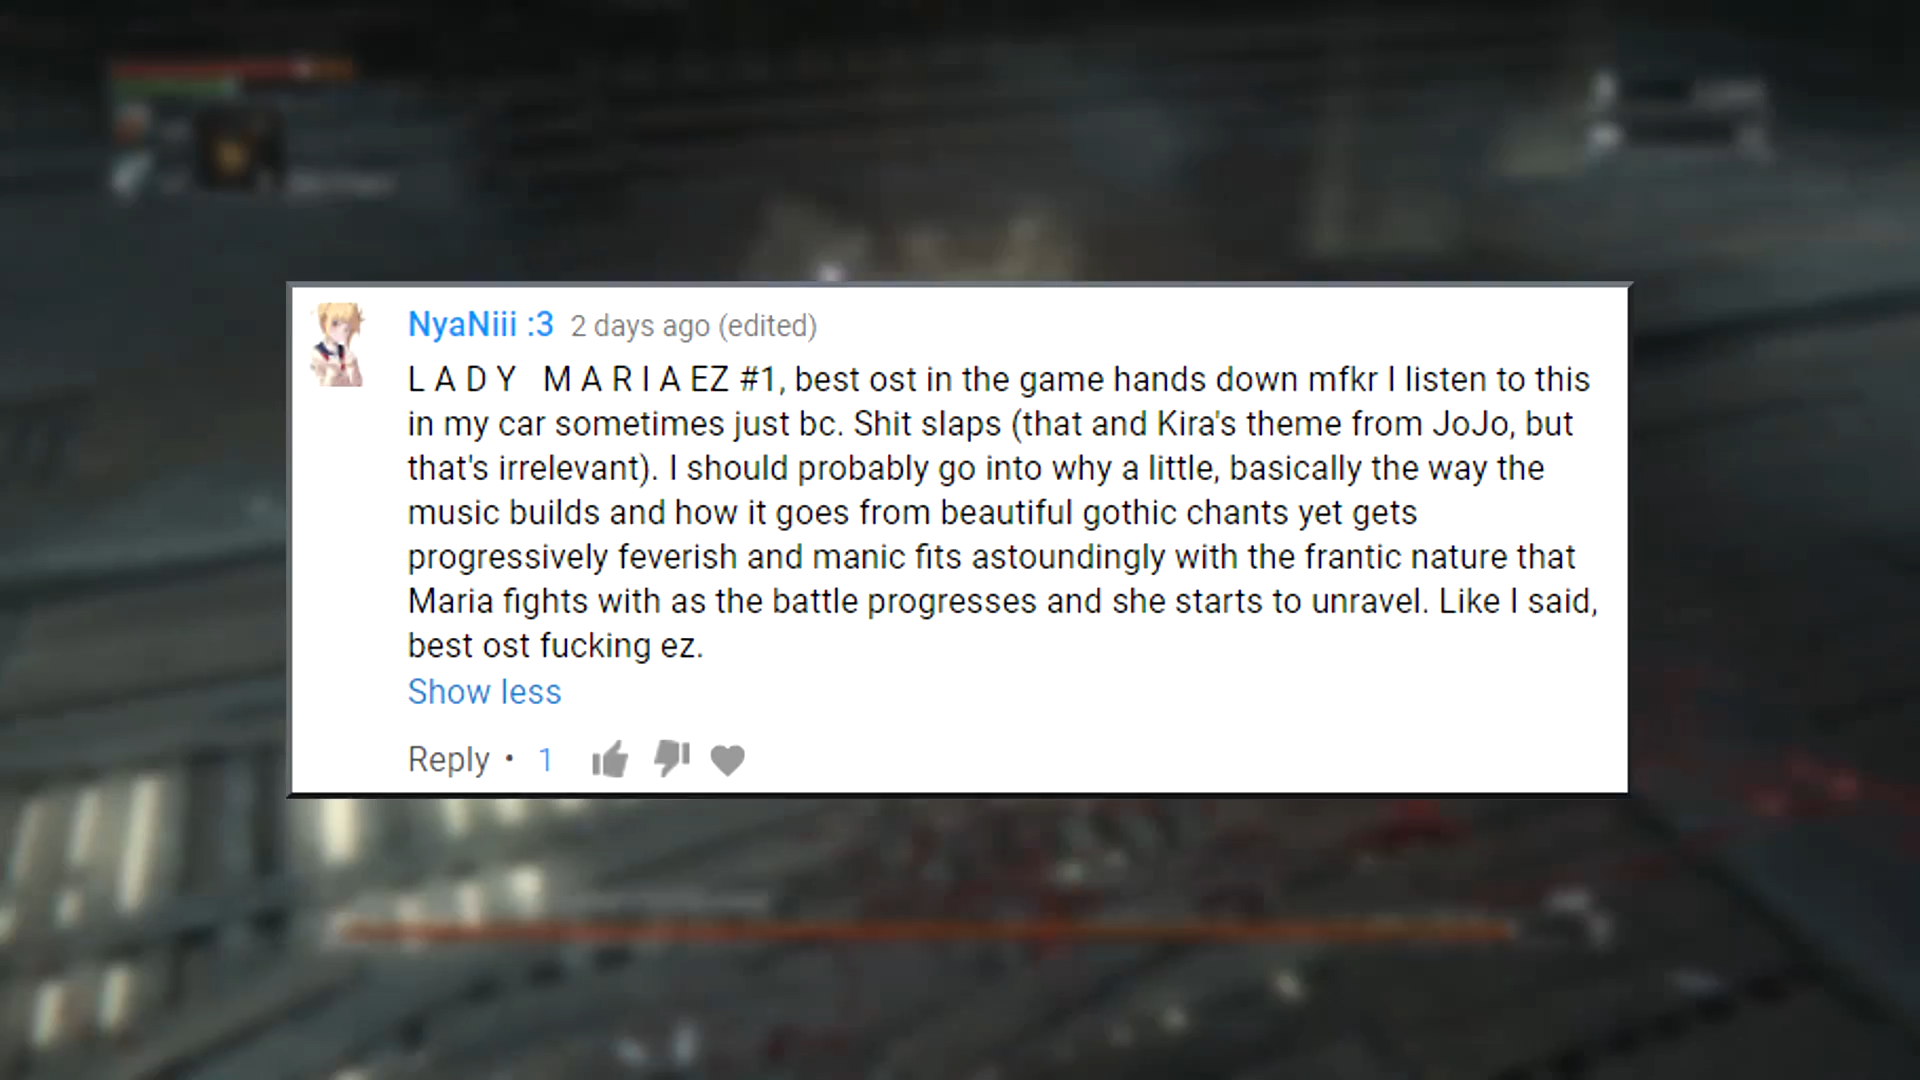 NyaNiii :3 2 days ago (edited)
L A D Y M A R I A EZ #1, best ost in the game hands down mfkr I listen to this
in my car sometimes just bc. Shit slaps (that and Kira's theme from JoJo, but
that's irrelevant). I should probably go into why a little, basically the way the
music builds and how it goes from beautiful gothic chants yet gets
progressively feverish and manic fits astoundingly with the frantic nature that
Maria fights with as the battle progresses and she starts to unravel. Like I said,
best ost fucking ez.
Show less
Reply • 1